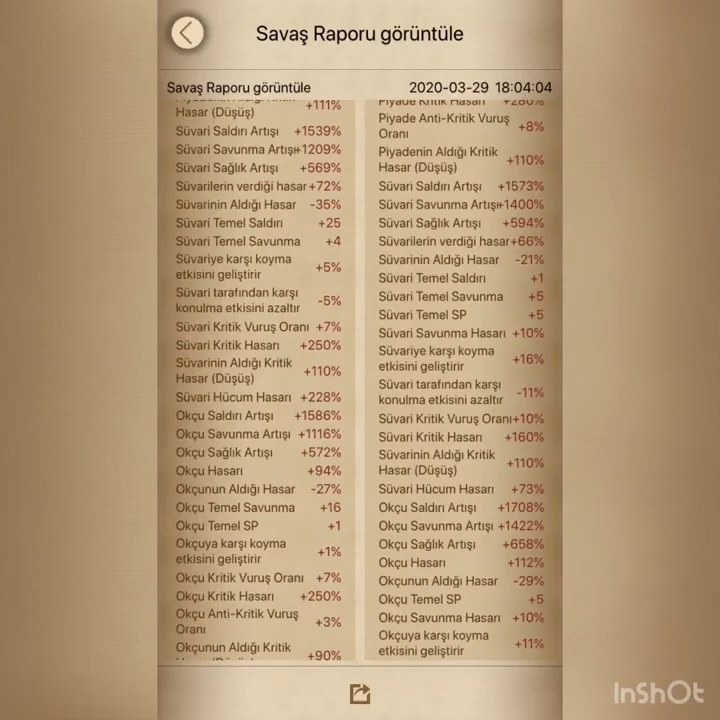 Savaş Raporu görüntüle
Savaş Raporu görüntüle 2020-03-29 18:04:04
+111%
Hasar (Düşüş)
Süvari Saldırı Artışı +1539%
Süvari Savunma Artışı+1209%
Süvari Sağlık Artışı +569%
Süvarilerin verdiği hasar+72%
Süvarinin Aldığı Hasar -35%
Süvari Temel Saldırı +25
Süvari Temel Savunma +4
Süvariye karşı koyma
etkisini geliştirir +5%
Süvari tarafından karşı
konulma etkisini azaltır -5%
Süvari Kritik Vuruş Oranı +7%
Süvari Kritik Hasarı +250%
Süvarinin Aldığı Kritik
Hasar (Düşüş) +110%
Süvari Hücum Hasarı +228%
Okçu Saldırı Artışı +1586%
Okçu Savunma Artışı +1116%
Okçu Sağlık Artışı +572%
Okçu Hasarı +94%
Okçunun Aldığı Hasar -27%
Okçu Temel Savunma +16
Okçu Temel SP +1
Okçuya karşı koyma
etkisini geliştirir +1%
Okçu Kritik Vuruş Oranı +7%
Okçu Kritik Hasarı +250%
Okçu Anti-Kritik Vuruş
Oranı +3%
Okçunun Aldığı Kritik
+90%
Piyade Kritik Hasarı +280%
Piyade Anti-Kritik Vuruş
Oranı +8%
Piyadenin Aldığı Kritik
Hasar (Düşüş) +110%
Süvari Saldırı Artışı +1573%
Süvari Savunma Artışı+1400%
Süvari Sağlık Artışı +594%
Süvarilerin verdiği hasar+66%
Süvarinin Aldığı Hasar -21%
Süvari Temel Saldırı +1
Süvari Temel Savunma +5
Süvari Temel SP +5
Süvari Savunma Hasarı +10%
Süvariye karşı koyma
etkisini geliştirir +16%
Süvari tarafından karşı
konulma etkisini azaltır -11%
Süvari Kritik Vuruş Oranı+10%
Süvari Kritik Hasarı +160%
Süvarinin Aldığı Kritik
Hasar (Düşüş) +110%
Süvari Hücum Hasarı +73%
Okçu Saldırı Artışı +1708%
Okçu Savunma Artışı +1422%
Okçu Sağlık Artışı +658%
Okçu Hasarı +112%
Okçunun Aldığı Hasar -29%
Okçu Temel SP +5
Okçu Savunma Hasarı +10%
Okçuya karşı koyma
etkisini geliştirir +11%
InShOt